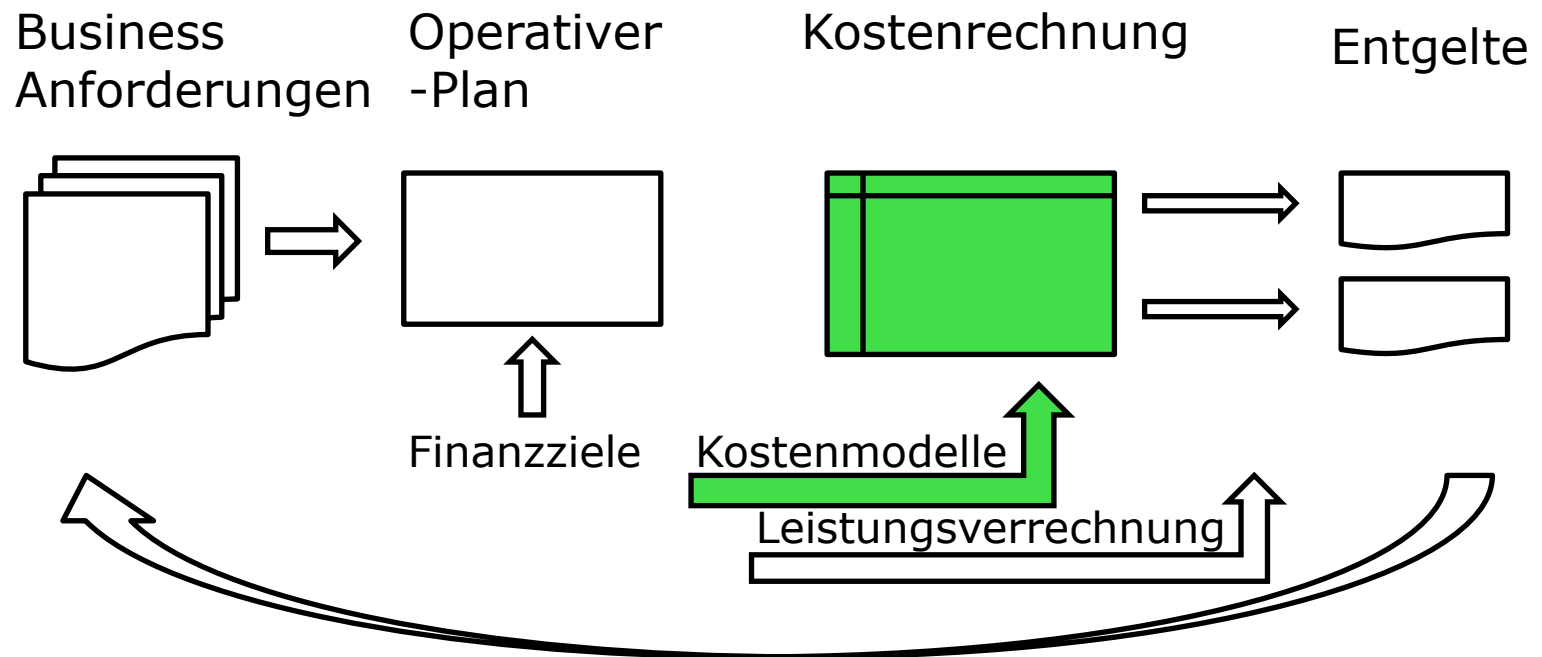 Business
Anforderungen
Operativer
-Plan
Kostenrechnung
Entgelte
Finanzziele
Kostenmodelle
Leistungsverrechnung